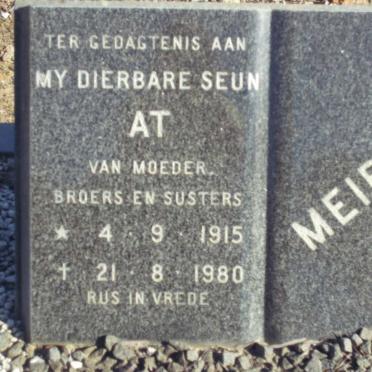 TER GEDAGTENIS AAN
MY DIERBARE SEUN
AT
VAN MOEDER.
BROERS EN SUSTERS
★ 4 · 9 · 1915
† 21 · 8 · 1980
RUS IN VREDE